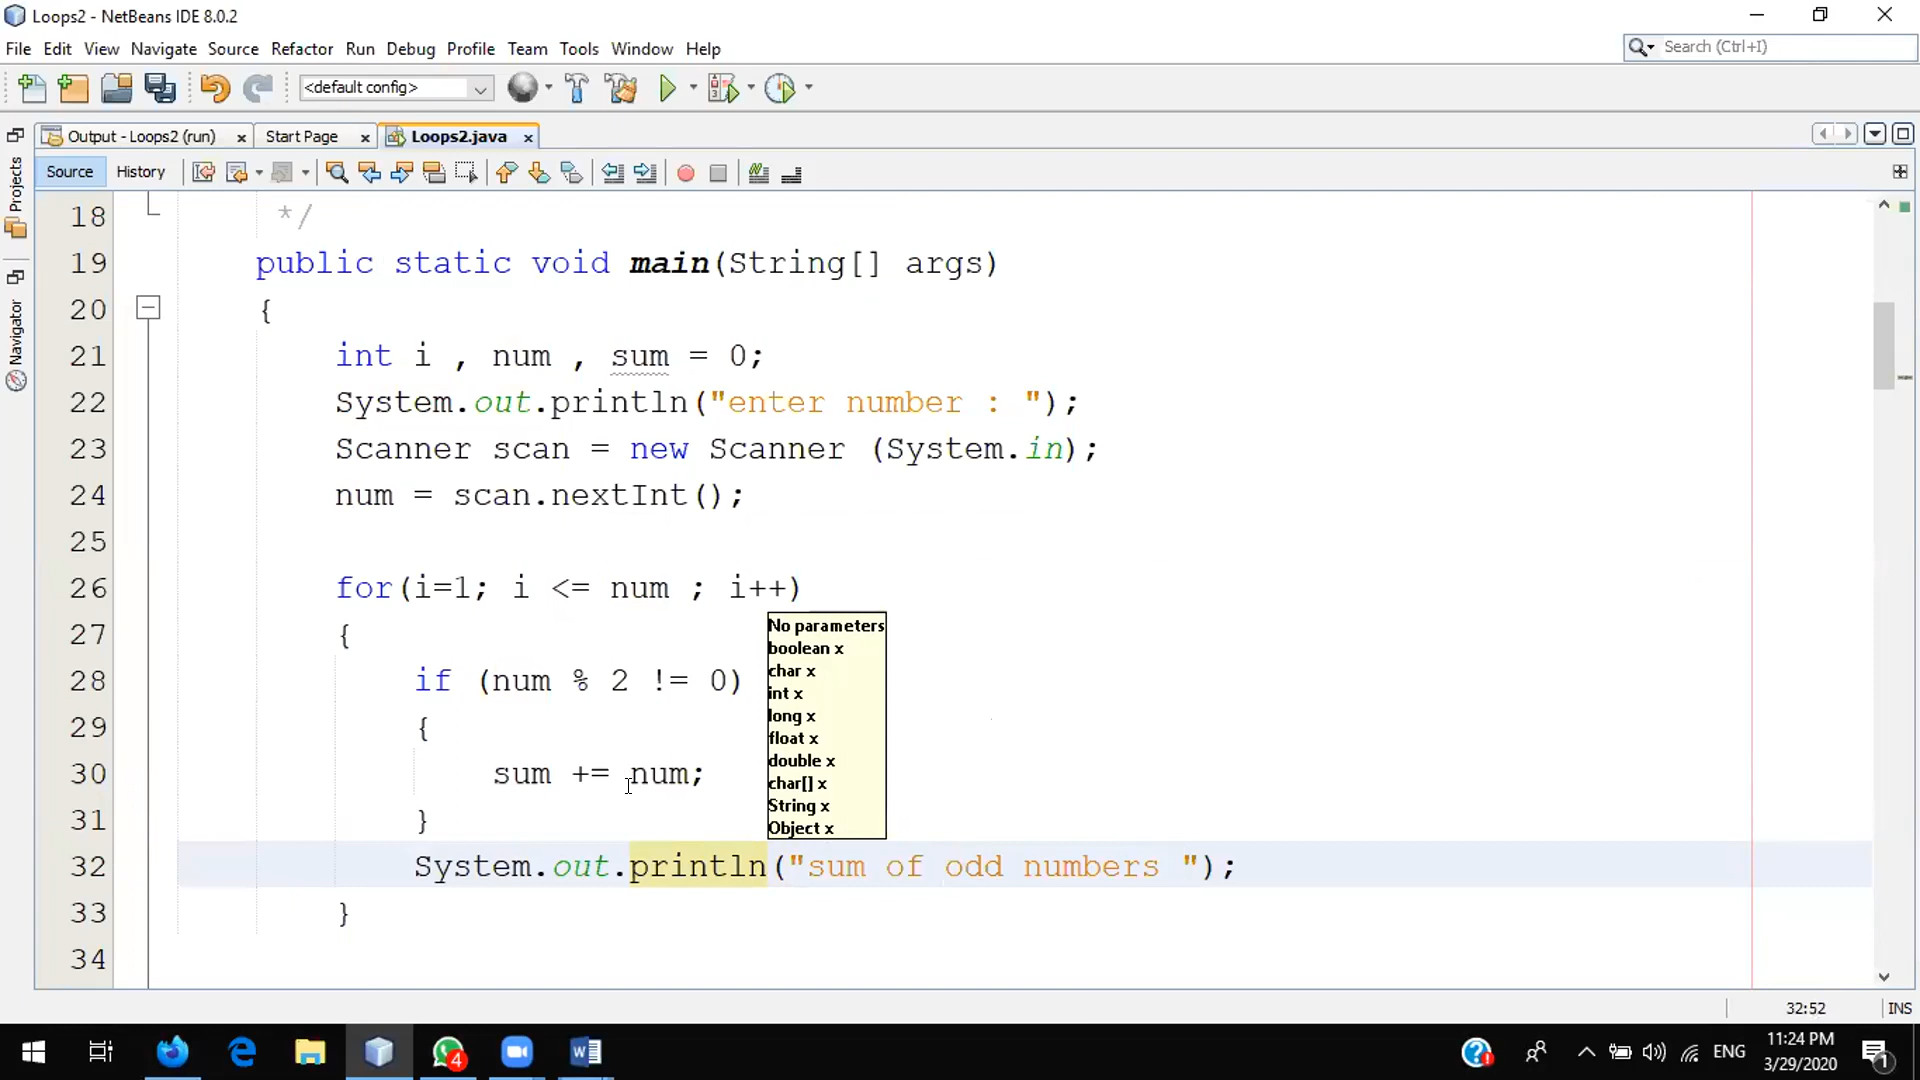 Loops2 - NetBeans IDE 8.0.2
File Edit View Navigate Source Refactor Run Debug Profile Team Tools Window Help
Search (Ctrl+I)
<default config>
Output - Loops2 (run) x Start Page x Loops2.java x
Projects
Navigator
Source History
18 */
19 public static void main(String[] args)
20 {
21 int i , num , sum = 0;
22 System.out.println("enter number : ");
23 Scanner scan = new Scanner (System.in);
24 num = scan.nextInt();
25
26 for(i=1; i <= num ; i++)
27 {
28 if (num % 2 != 0)
29 {
30 sum += num;
31 }
32 System.out.println("sum of odd numbers ");
33 }
34
No parameters
boolean x
char x
int x
long x
float x
double x
char[] x
String x
Object x
32:52 INS
4
ENG
11:24 PM
3/29/2020
1